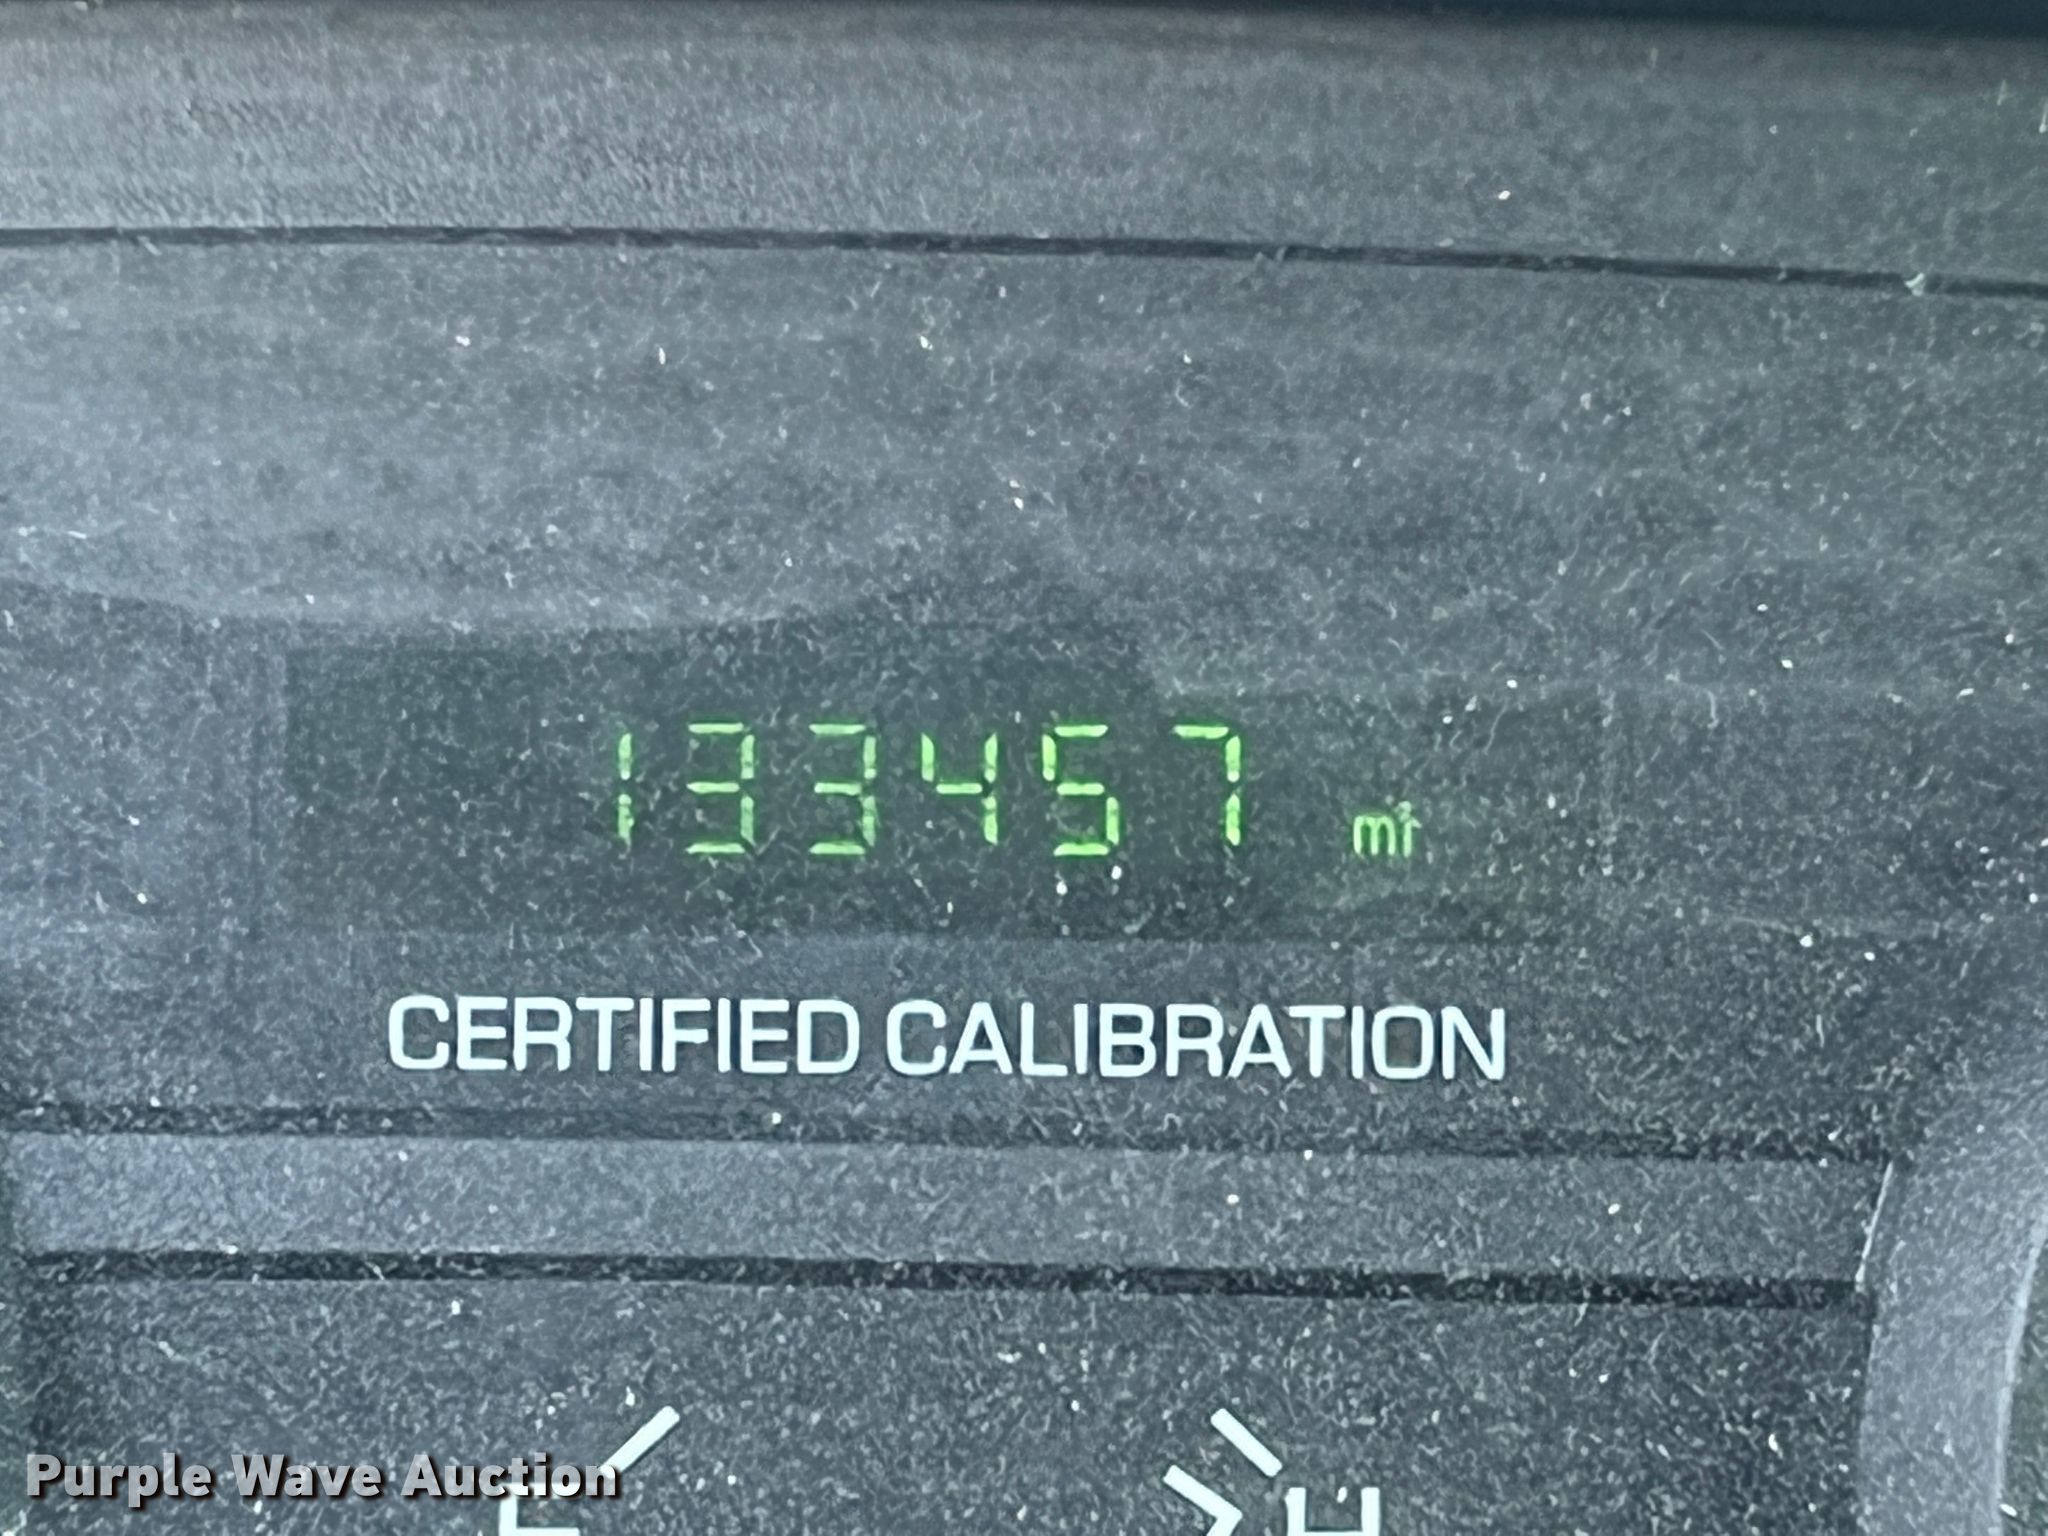 133457 mi
CERTIFIED CALIBRATION
F H
Purple Wave Auction